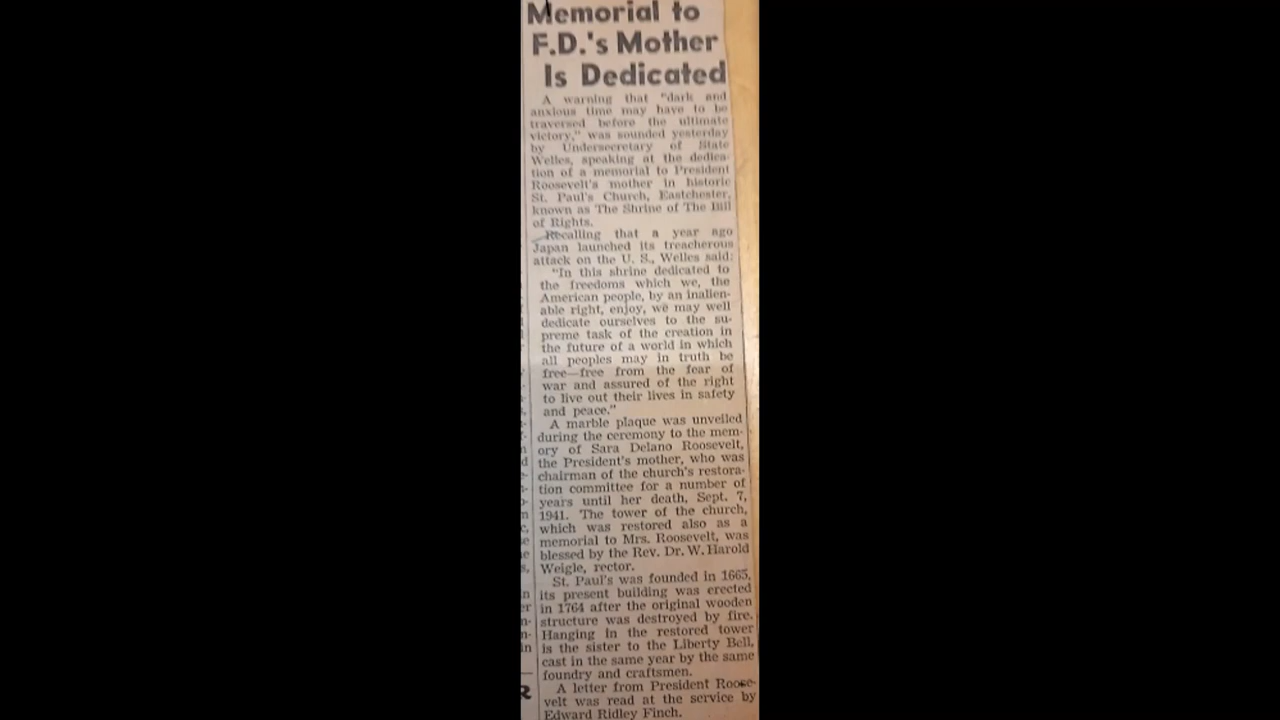 Memorial to
F.D.'s Mother
Is Dedicated
A warning that "dark and
anxious time may have to be
traversed before the ultimate
victory," was sounded yesterday
by Undersecretary of State
Welles, speaking at the dedica-
tion of a memorial to President
Roosevelt's mother in historic
St. Paul's Church, Eastchester,
known as The Shrine of The Bill
of Rights.
Recalling that a year ago
Japan launched its treacherous
attack on the U. S., Welles said:
"In this shrine dedicated to
the freedoms which we, the
American people, by an inalien-
able right, enjoy, we may well
dedicate ourselves to the su-
preme task of the creation in
the future of a world in which
all peoples may in truth be
free—free from the fear of
war and assured of the right
to live out their lives in safety
and peace."
A marble plaque was unveiled
during the ceremony to the mem-
ory of Sara Delano Roosevelt,
the President's mother, who was
chairman of the church's restora-
tion committee for a number of
years until her death, Sept. 7,
1941. The tower of the church,
which was restored also as a
memorial to Mrs. Roosevelt, was
blessed by the Rev. Dr. W. Harold
Weigle, rector.
St. Paul's was founded in 1665,
its present building was erected
in 1764 after the original wooden
structure was destroyed by fire.
Hanging in the restored tower
is the sister to the Liberty Bell,
cast in the same year by the same
foundry and craftsmen.
A letter from President Roose-
velt was read at the service by
Edward Ridley Finch.